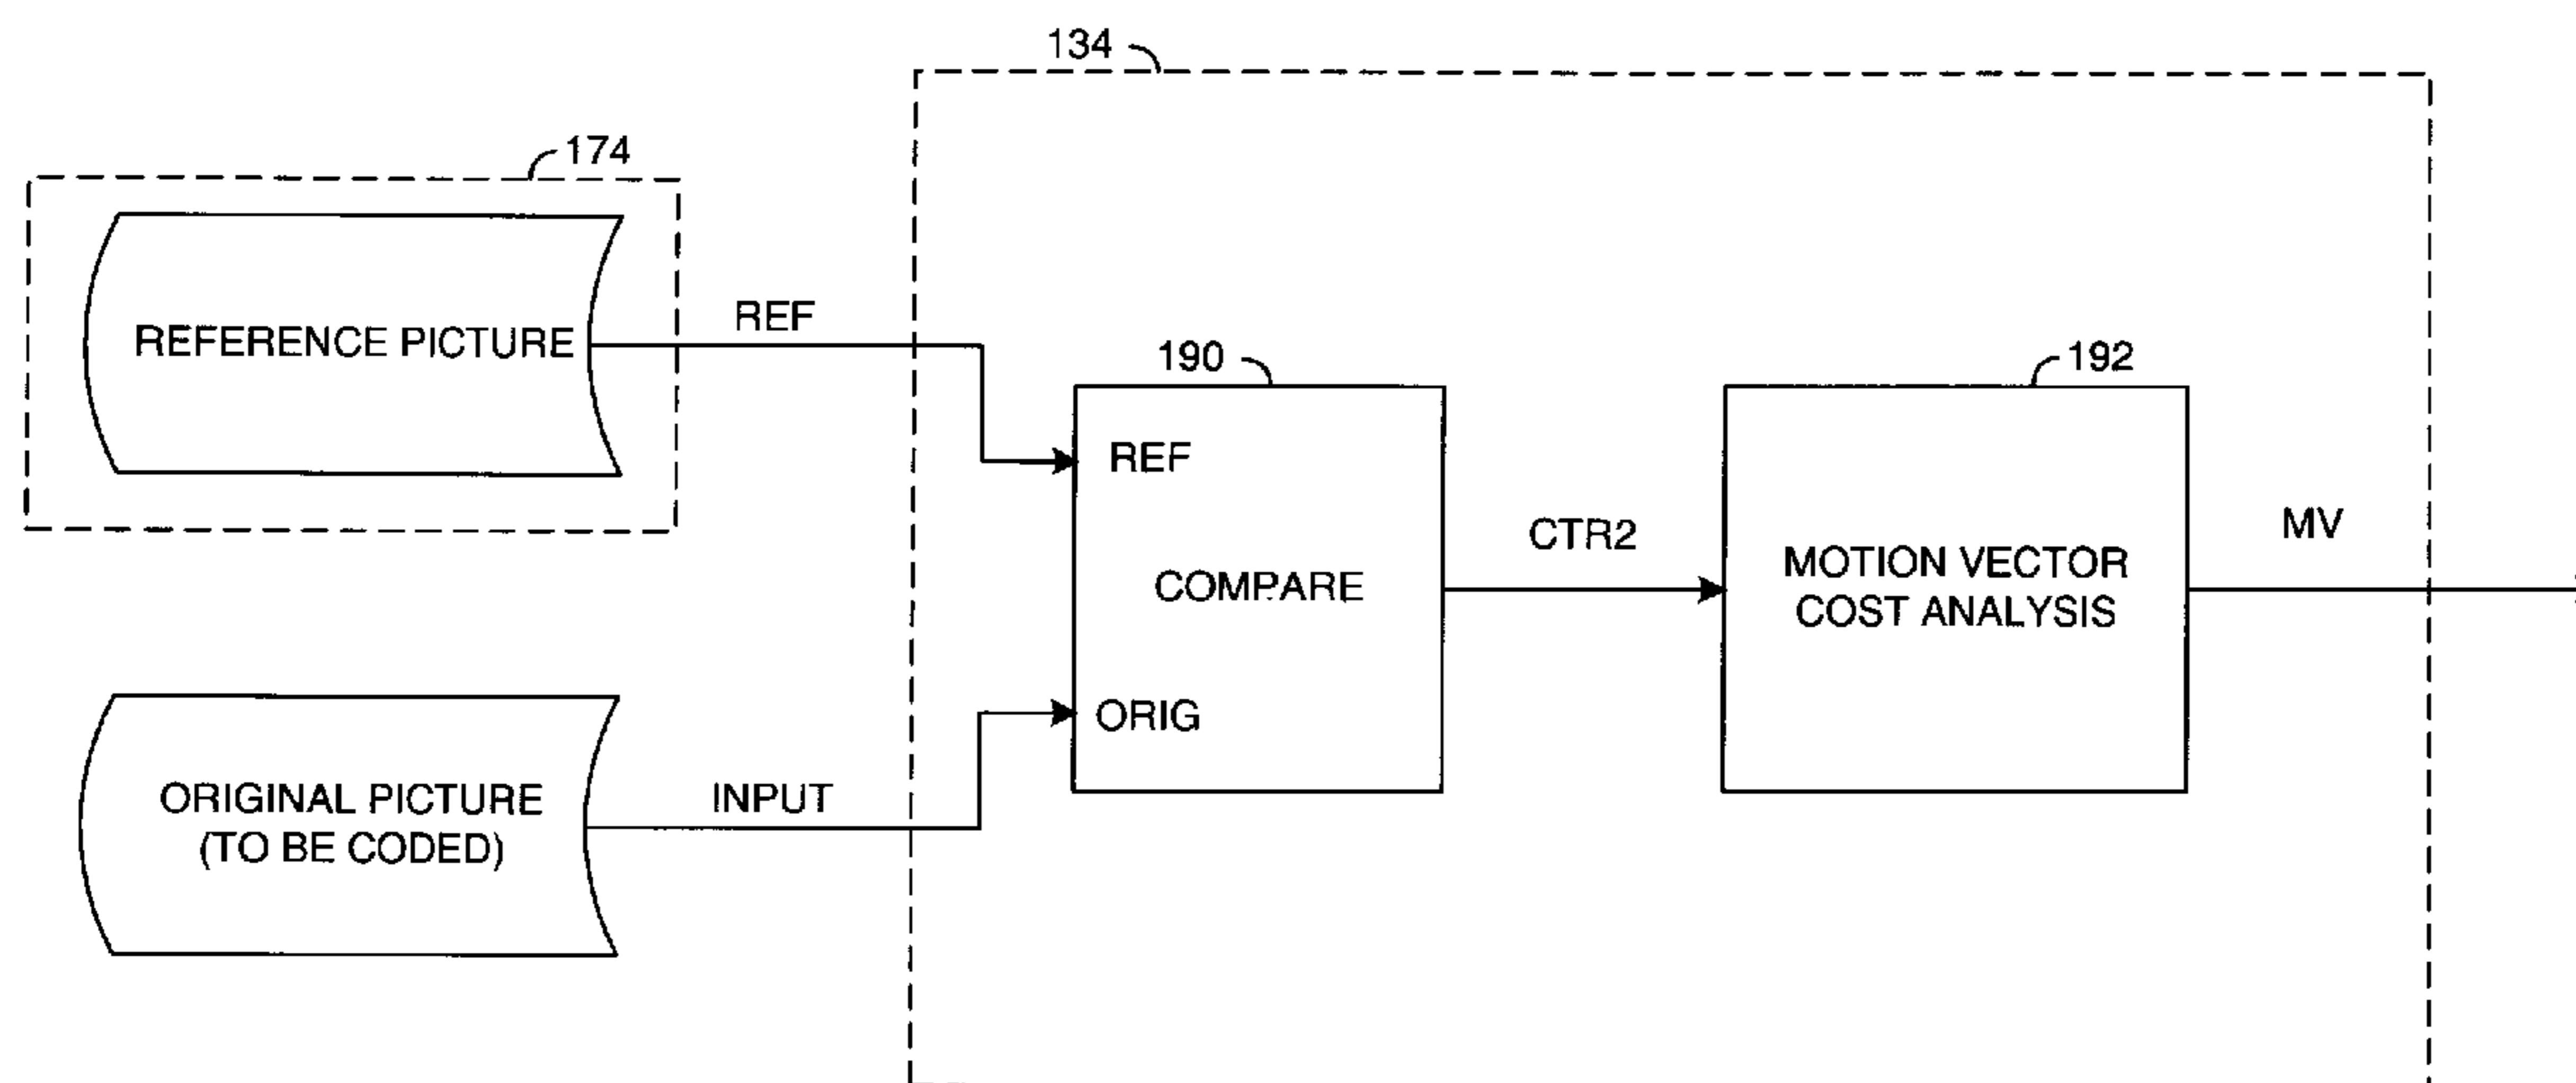 134
174
REFERENCE PICTURE
REF
190
192
REF
COMPARE
ORIG
CTR2
MOTION VECTOR
COST ANALYSIS
MV
ORIGINAL PICTURE
(TO BE CODED)
INPUT